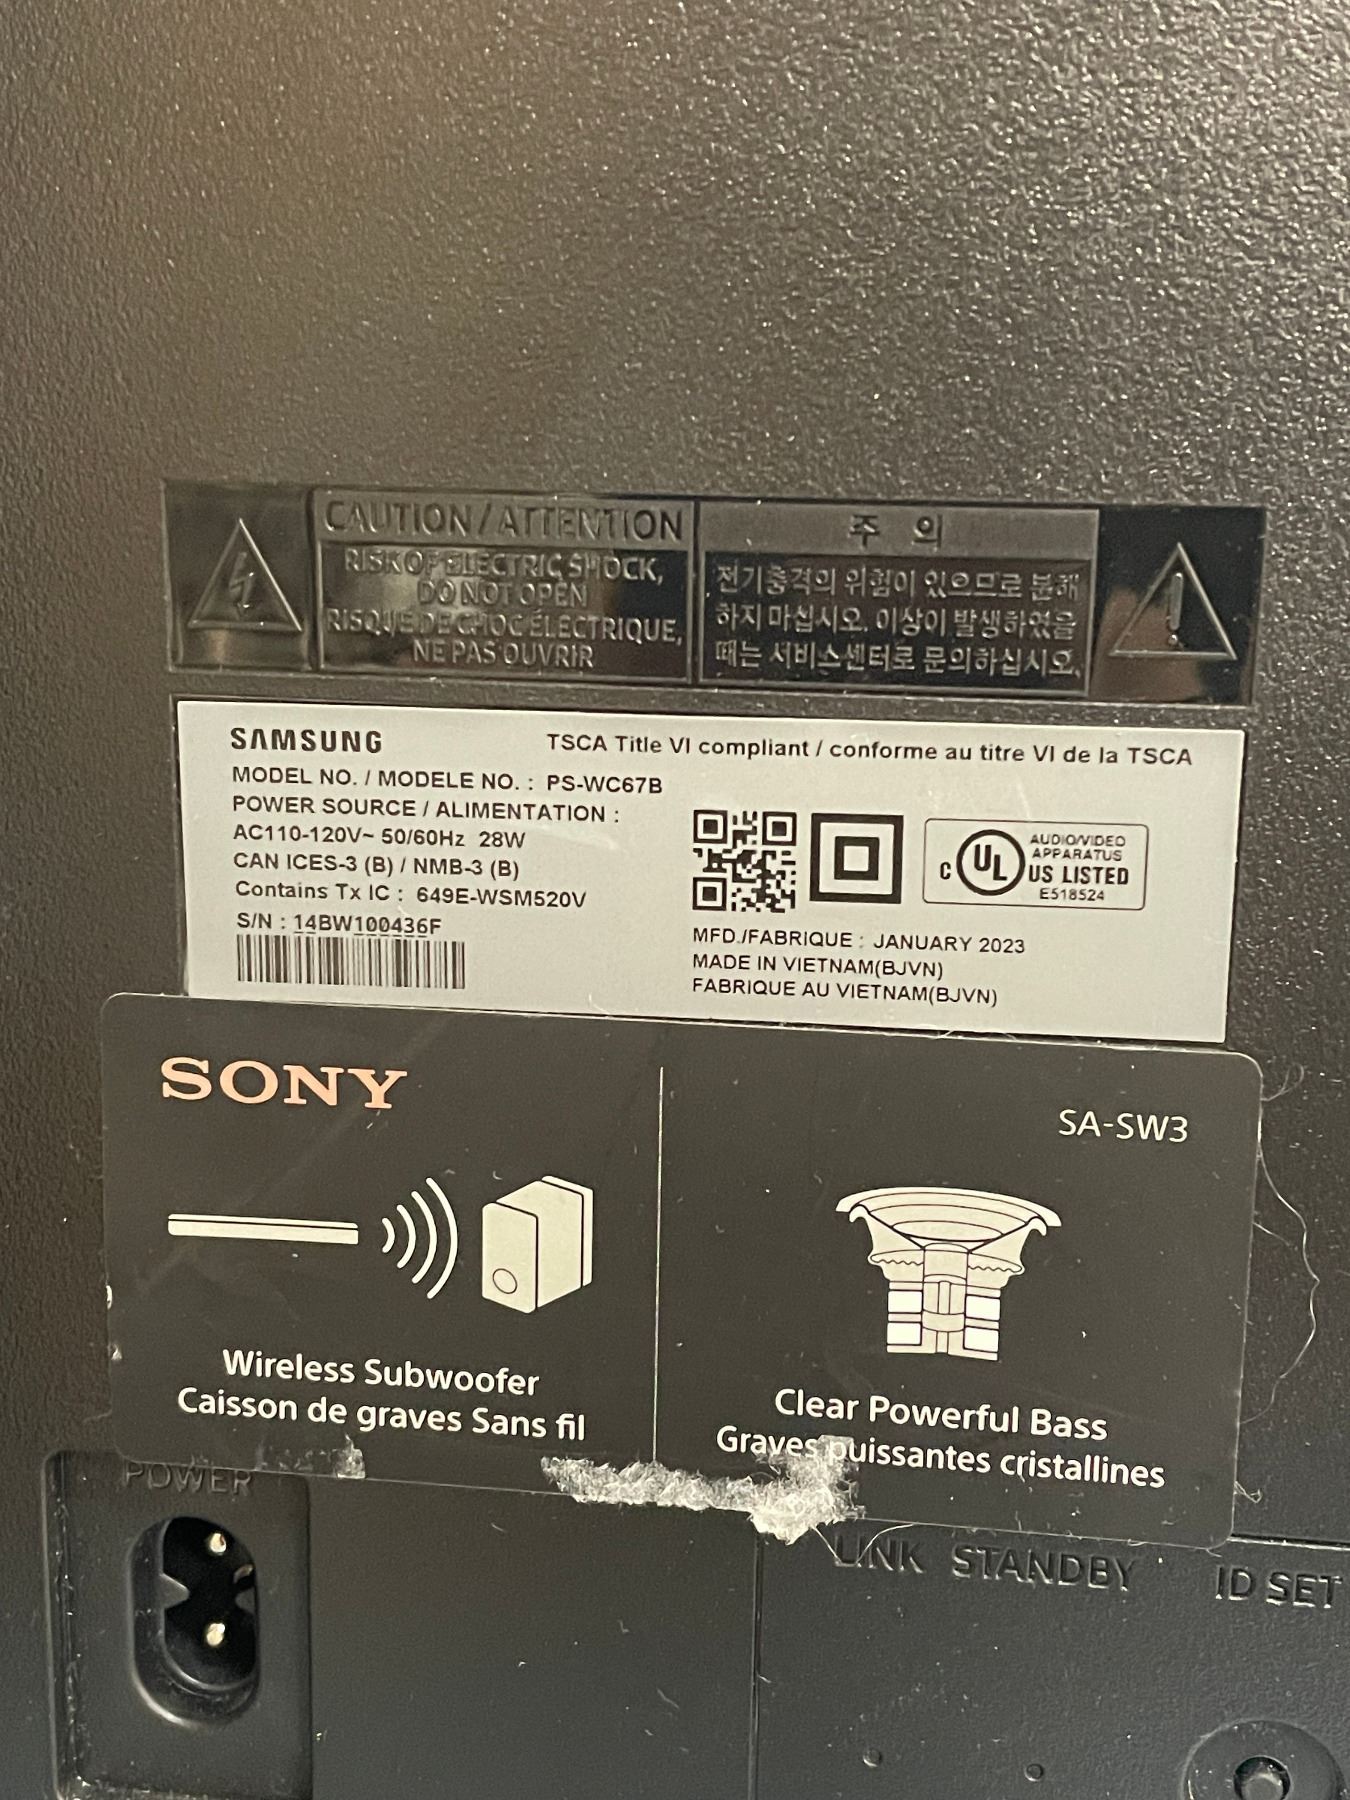 CAUTION / ATTENTION
RISK OF ELECTRIC SHOCK,
DO NOT OPEN
RISQUE DE CHOC ÉLECTRIQUE,
NE PAS OUVRIR
주 의
전기충격의 위험이 있으므로 분해
하지 마십시오. 이상이 발생하였을
때는 서비스센터로 문의하십시오.
SAMSUNG
TSCA Title VI compliant / conforme au titre VI de la TSCA
MODEL NO. / MODELE NO. : PS-WC67B
POWER SOURCE / ALIMENTATION :
AC110-120V~ 50/60Hz 28W
CAN ICES-3 (B) / NMB-3 (B)
Contains Tx IC : 649E-WSM520V
S/N : 14BW100436F
C UL US LISTED
AUDIO/VIDEO
APPARATUS
E518524
MFD./FABRIQUE : JANUARY 2023
MADE IN VIETNAM(BJVN)
FABRIQUE AU VIETNAM(BJVN)
SONY
SA-SW3
Wireless Subwoofer
Caisson de graves Sans fil
Clear Powerful Bass
Graves puissantes cristallines
POWER
LINK STANDBY ID SET